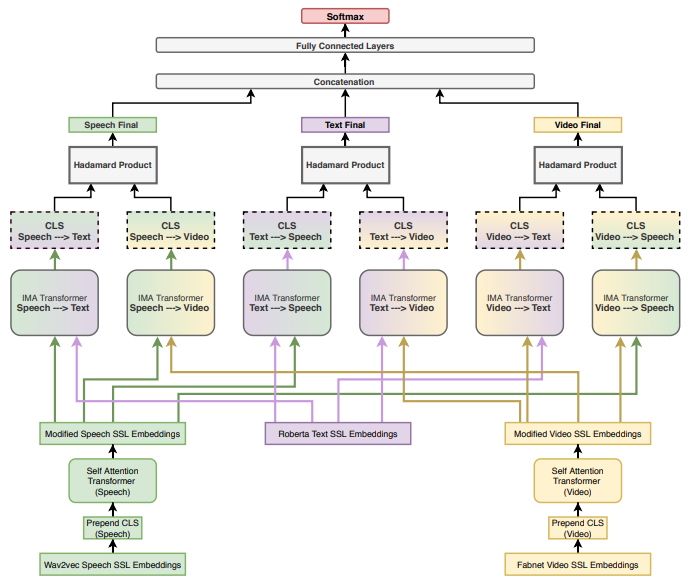 Softmax
Fully Connected Layers
Concatenation
Speech Final
Text Final
Video Final
Hadamard Product
Hadamard Product
Hadamard Product
CLS
Speech ---> Text
CLS
Speech ---> Video
CLS
Text ---> Speech
CLS
Text ---> Video
CLS
Video ---> Text
CLS
Video ---> Speech
IMA Transformer
Speech ---> Text
IMA Transformer
Speech ---> Video
IMA Transformer
Text ---> Speech
IMA Transformer
Text ---> Video
IMA Transformer
Video ---> Text
IMA Transformer
Video ---> Speech
Modified Speech SSL Embeddings
Roberta Text SSL Embeddings
Modified Video SSL Embeddings
Self Attention
Transformer
(Speech)
Self Attention
Transformer
(Video)
Prepend CLS
(Speech)
Prepend CLS
(Video)
Wav2vec Speech SSL Embeddings
Fabnet Video SSL Embeddings